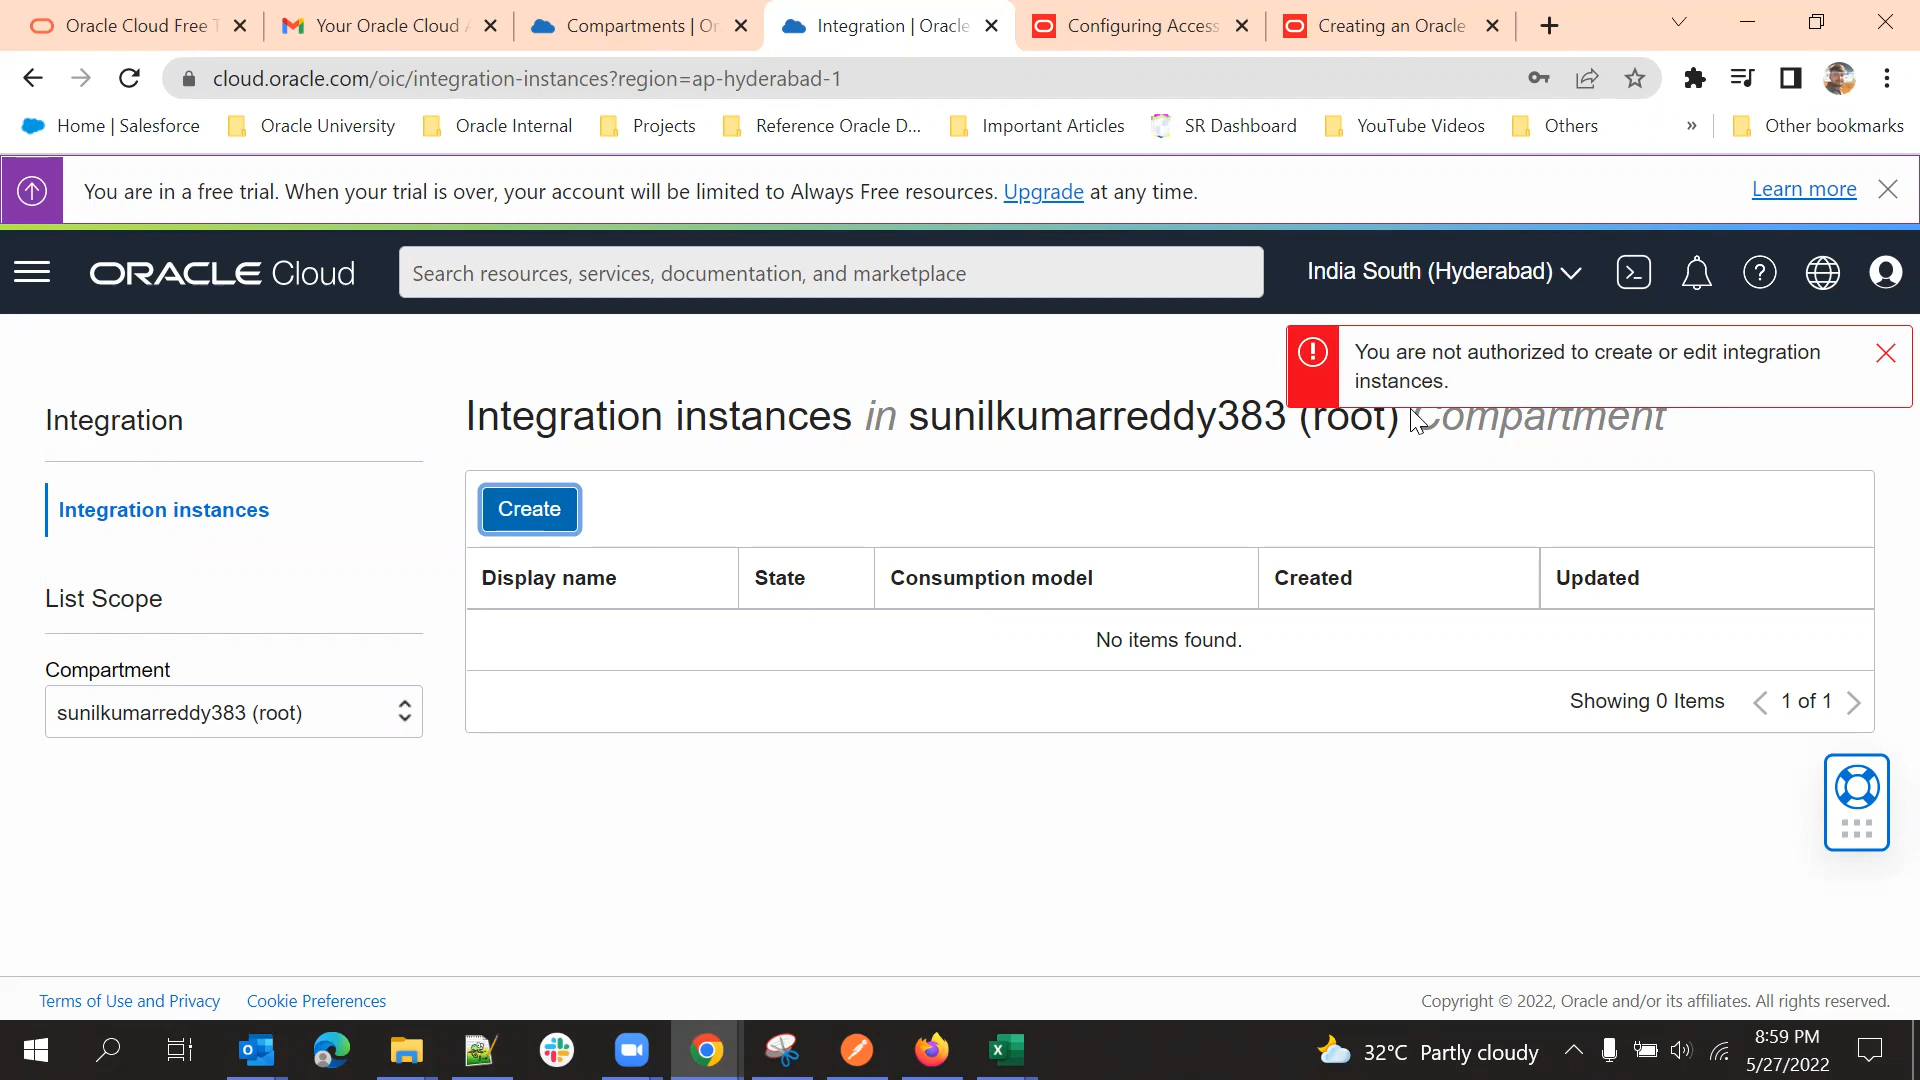 Oracle Cloud Free T
Your Oracle Cloud A
Compartments | Or
Integration | Oracle
Configuring Access
Creating an Oracle
cloud.oracle.com/oic/integration-instances?region=ap-hyderabad-1
Home | Salesforce
Oracle University
Oracle Internal
Projects
Reference Oracle D...
Important Articles
SR Dashboard
YouTube Videos
Others
»
Other bookmarks
You are in a free trial. When your trial is over, your account will be limited to Always Free resources. Upgrade at any time.
Learn more
ORACLE Cloud
Search resources, services, documentation, and marketplace
India South (Hyderabad)
You are not authorized to create or edit integration
instances.
Integration
Integration instances in sunilkumarreddy383 (root) Compartment
Integration instances
Create
Display name
State
Consumption model
Created
Updated
No items found.
Showing 0 Items
1 of 1
List Scope
Compartment
sunilkumarreddy383 (root)
Terms of Use and Privacy
Cookie Preferences
Copyright © 2022, Oracle and/or its affiliates. All rights reserved.
32°C Partly cloudy
8:59 PM
5/27/2022